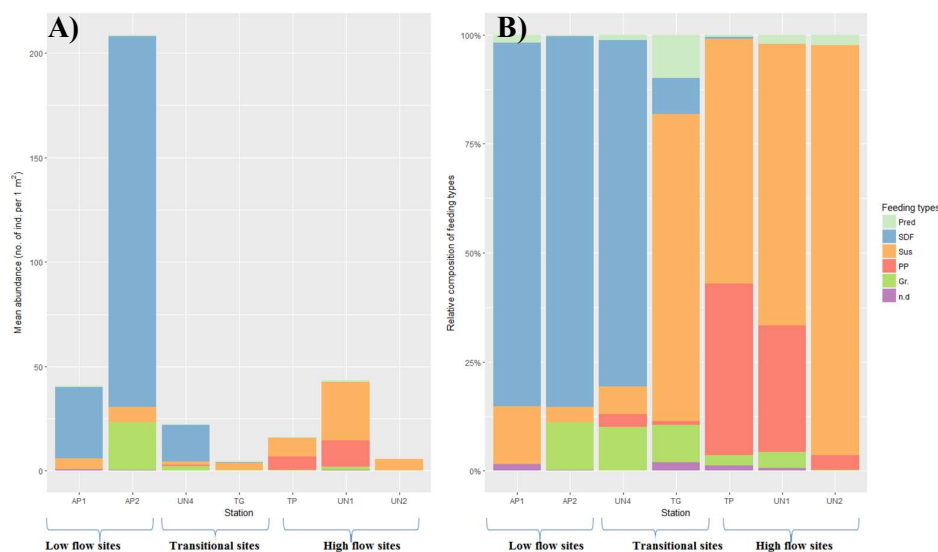 A)
Mean abundance (no. of ind. per 1 m²)
200
150
100
50
0
AP1 AP2 UN4 TG TP UN1 UN2
Station
Low flow sites Transitional sites High flow sites
B)
Relative composition of feeding types
100%
75%
50%
25%
0%
AP1 AP2 UN4 TG TP UN1 UN2
Station
Low flow sites Transitional sites High flow sites
Feeding types
Pred
SDF
Sus
PP
Gr.
n.d